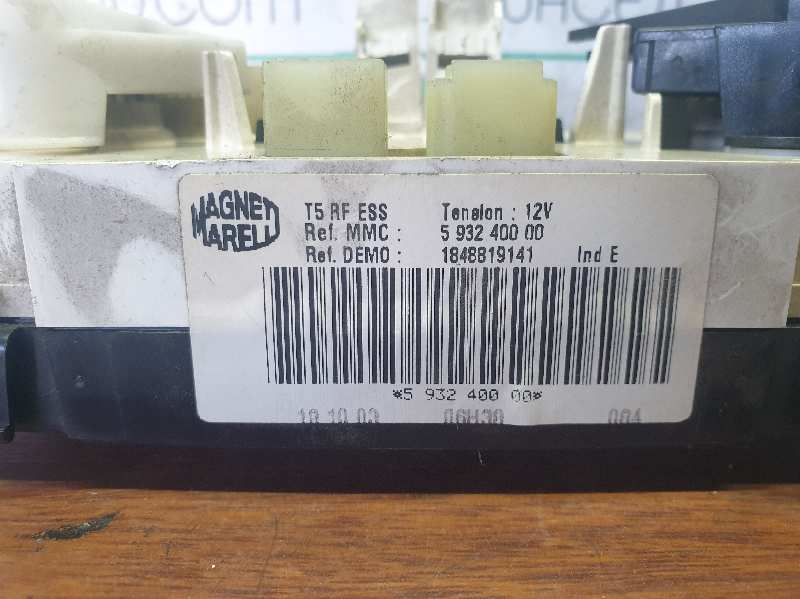 MAGNETI
MARELLI
T5 RF ESS Tension : 12V
Ref. MMC : 5 932 400 00
Ref. DEMO : 1848819141 Ind E
*5 932 400 00*
10.10.03 06H38 004